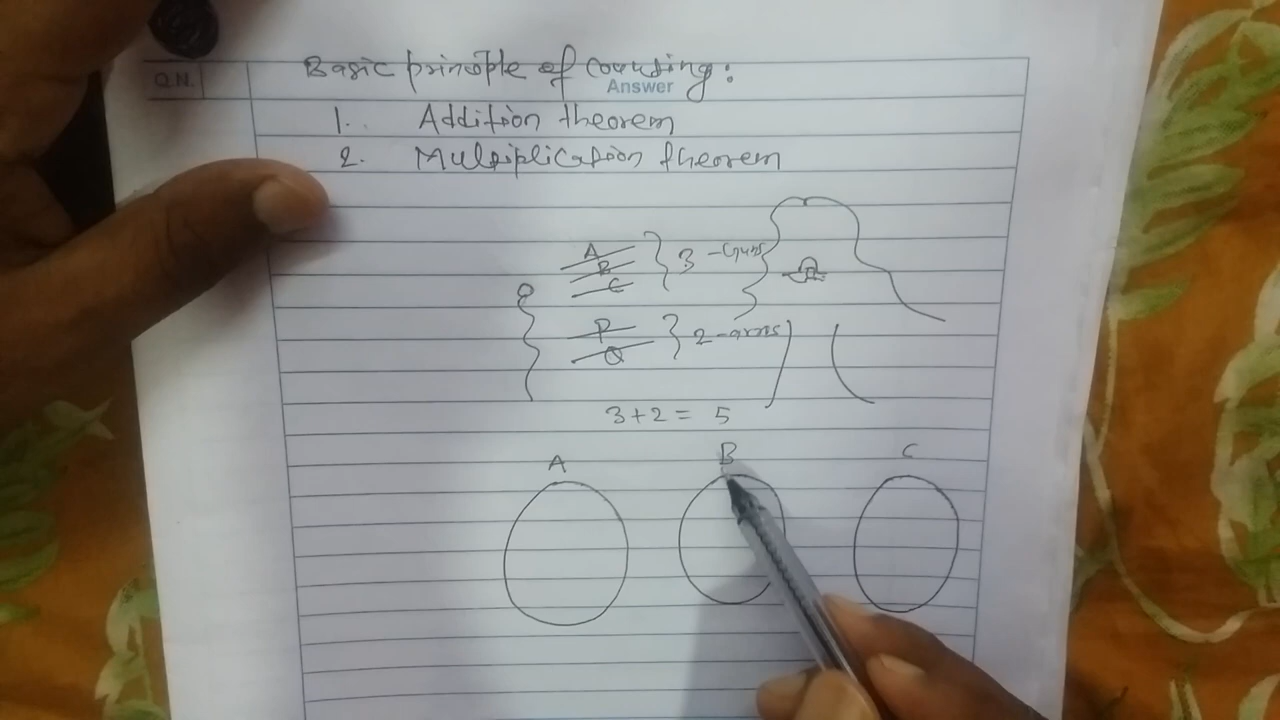 Q.N.
Basic principle of counting:
Answer
1. Addition theorem
2. Multiplication theorem
A
B
C
3 -
P
Q
2 -
3+2 = 5
A B C